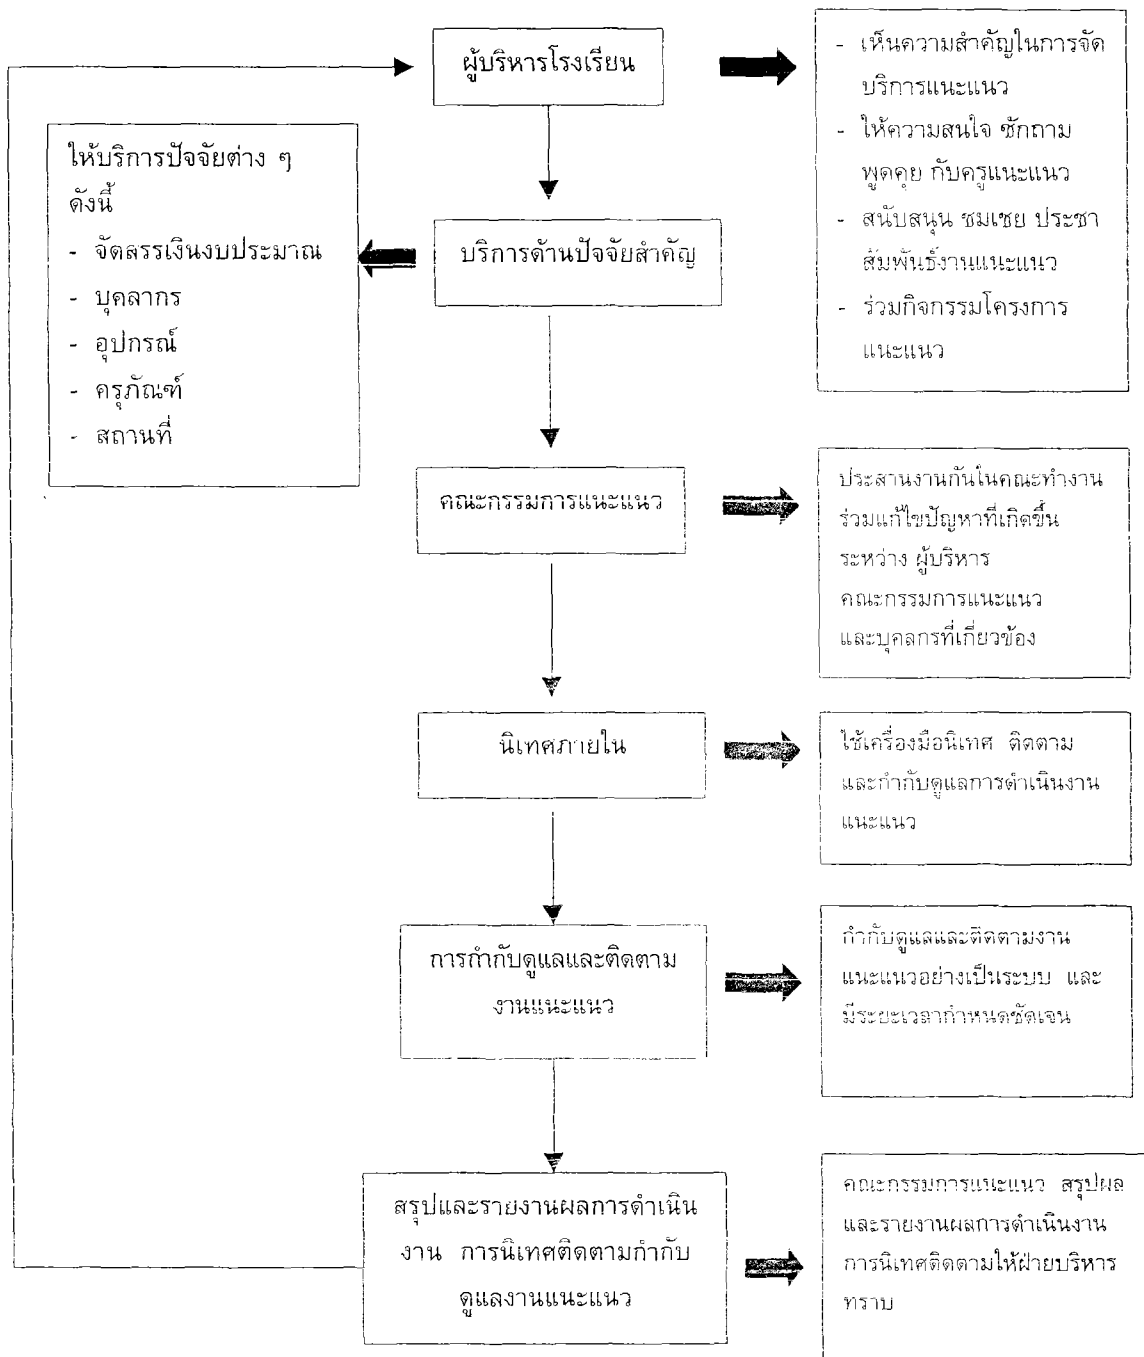 ผู้บริหารโรงเรียน
- เห็นความสำคัญในการจัด
บริการแนะแนว
- ให้ความสนใจ ซักถาม
พูดคุย กับครูแนะแนว
- สนับสนุน ชมเชย ประชา
สัมพันธ์งานแนะแนว
- ร่วมกิจกรรมโครงการ
แนะแนว
ให้บริการปัจจัยต่าง ๆ
ดังนี้
- จัดสรรเงินงบประมาณ
- บุคลากร
- อุปกรณ์
- ครุภัณฑ์
- สถานที่
บริการด้านปัจจัยสำคัญ
คณะกรรมการแนะแนว
ประสานงานกันในคณะทำงาน
ร่วมแก้ไขปัญหาที่เกิดขึ้น
ระหว่าง ผู้บริหาร
คณะกรรมการแนะแนว
และบุคลากรที่เกี่ยวข้อง
นิเทศภายใน
ใช้เครื่องมือนิเทศ ติดตาม
และกำกับดูแลการดำเนินงาน
แนะแนว
การกำกับดูแลและติดตาม
งานแนะแนว
กำกับดูแลและติดตามงาน
แนะแนวอย่างเป็นระบบ และ
มีระยะเวลากำหนดชัดเจน
สรุปและรายงานผลการดำเนิน
งาน การนิเทศติดตามกำกับ
ดูแลงานแนะแนว
คณะกรรมการแนะแนว สรุปผล
และรายงานผลการดำเนินงาน
การนิเทศติดตามให้ฝ่ายบริหาร
ทราบ